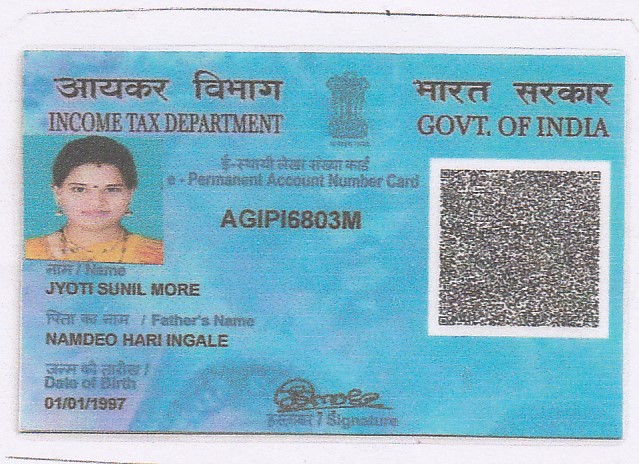 आयकर विभाग
INCOME TAX DEPARTMENT
भारत सरकार
GOVT. OF INDIA
ई-स्थायी लेखा संख्या कार्ड
e - Permanent Account Number Card
AGIPI6803M
नाम / Name
JYOTI SUNIL MORE
पिता का नाम / Father's Name
NAMDEO HARI INGALE
जन्म की तारीख /
Date of Birth
01/01/1997
हस्ताक्षर / Signature